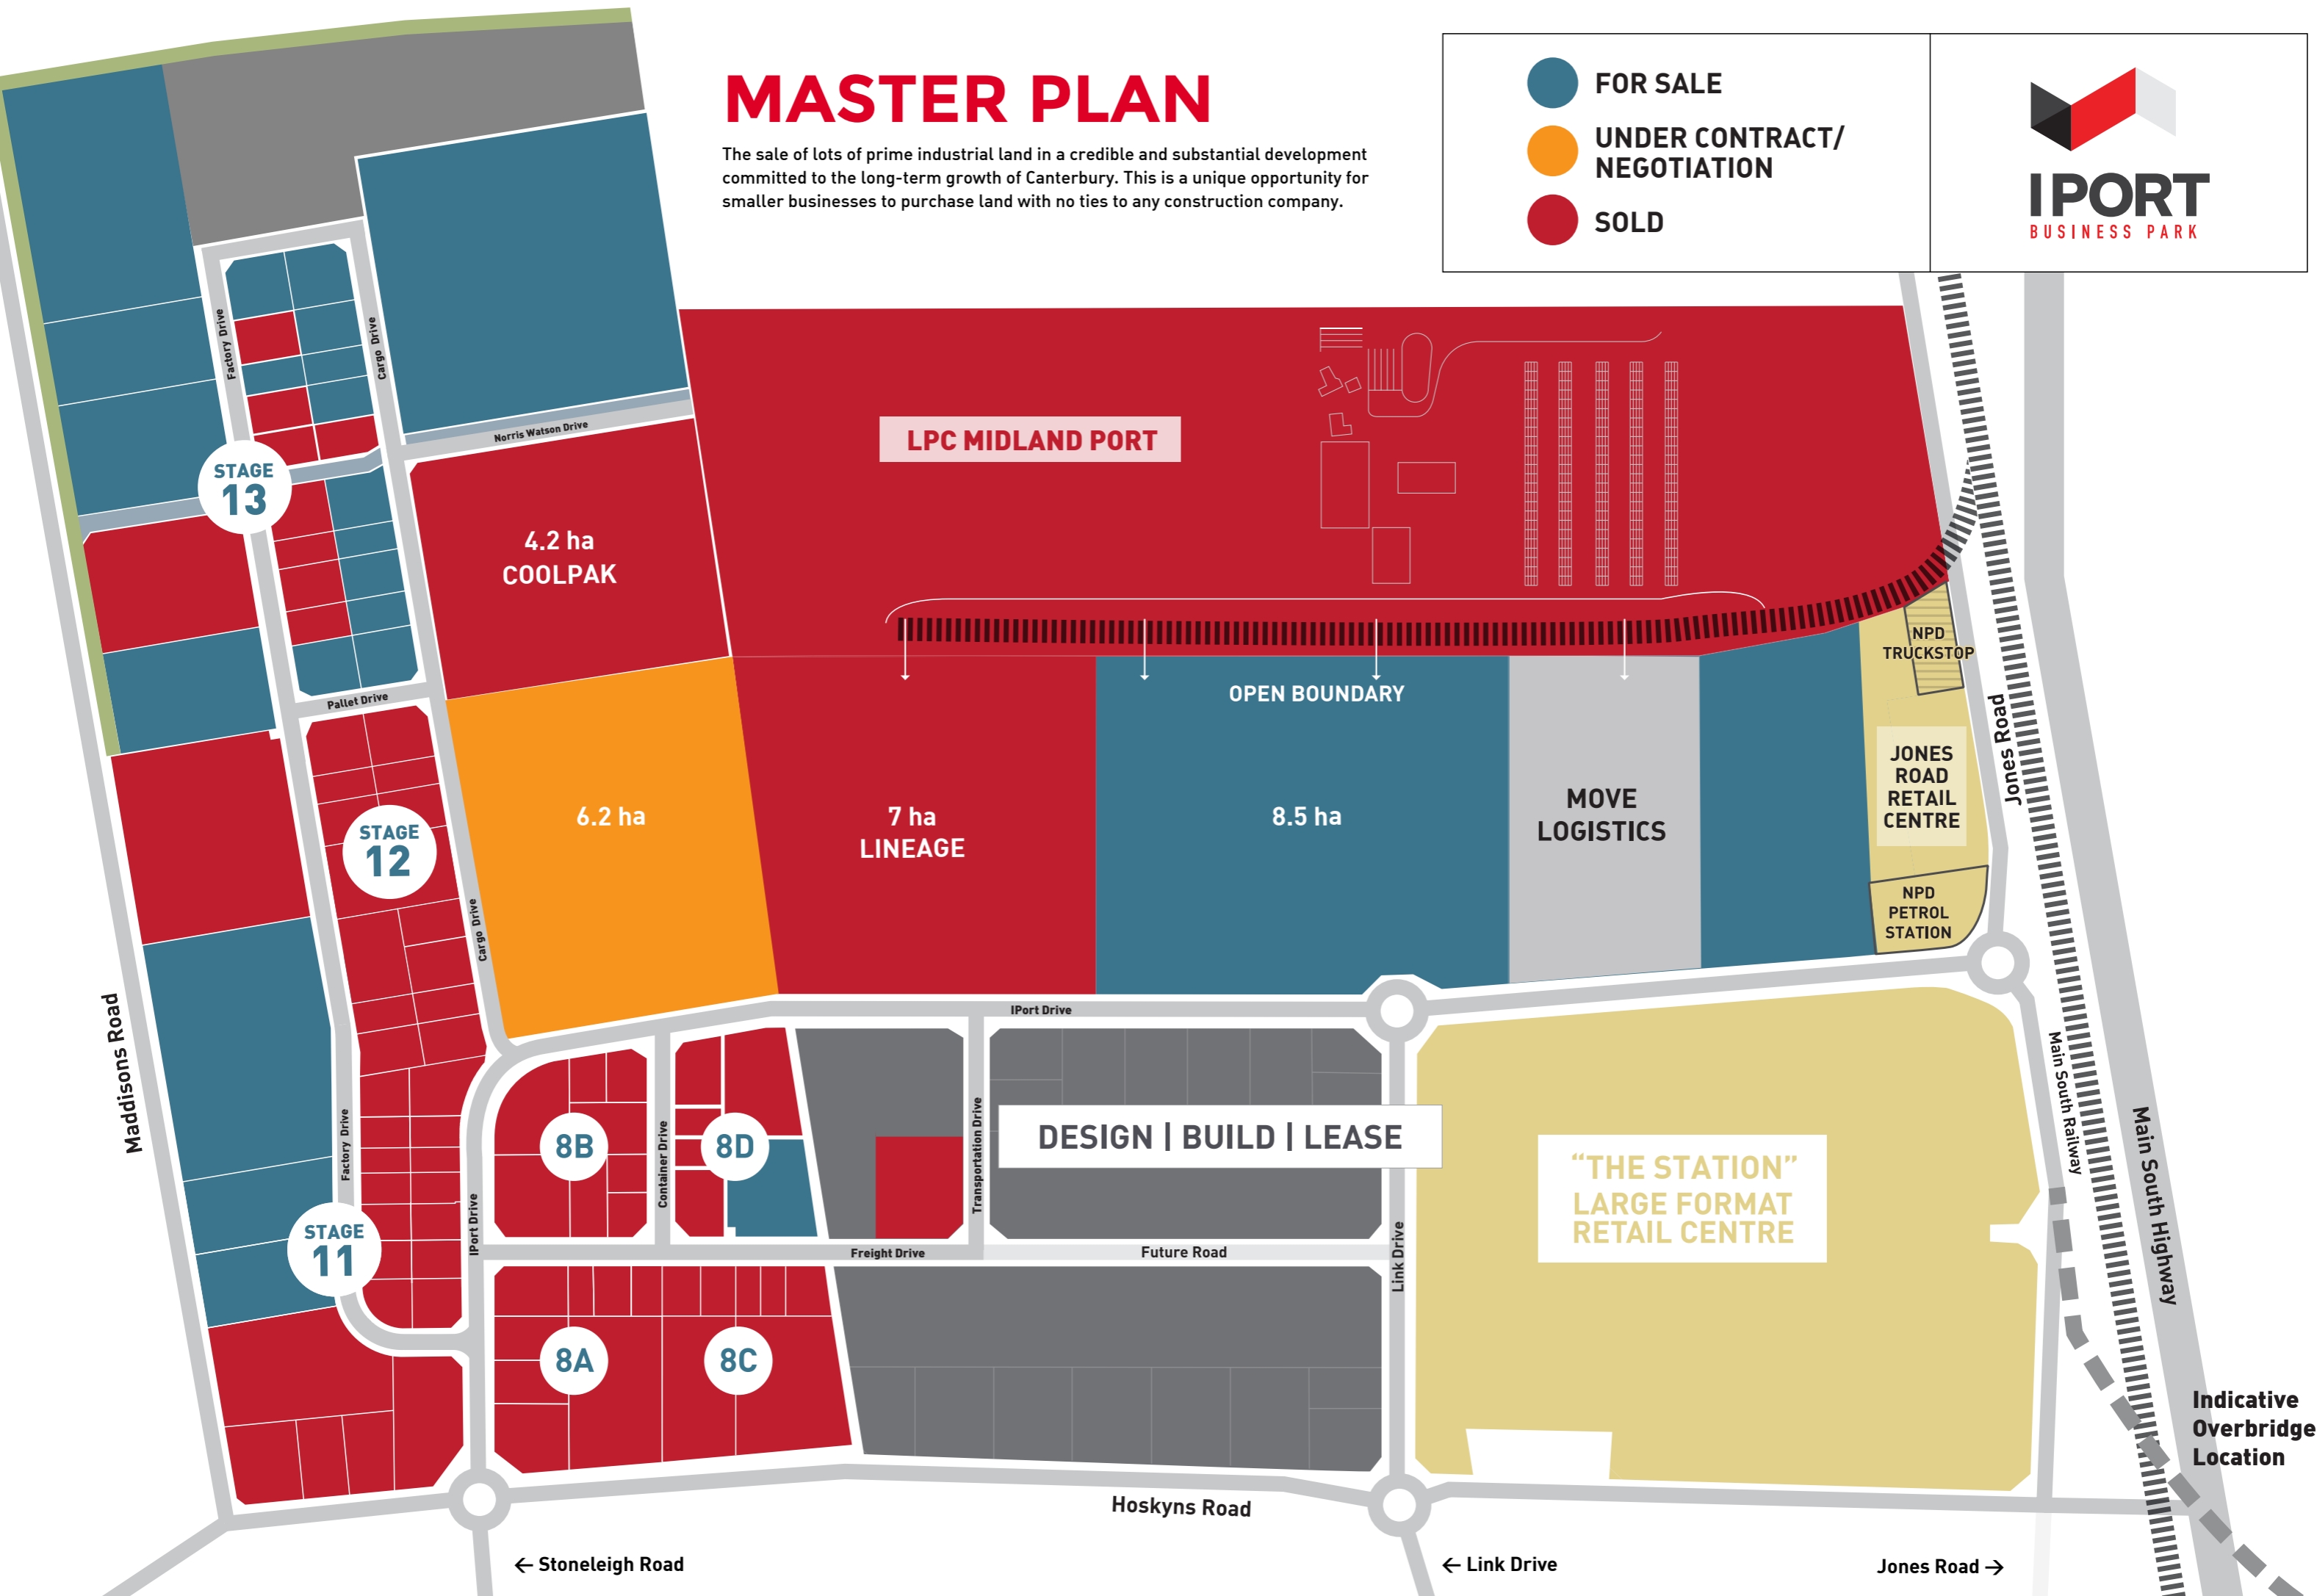 MASTER PLAN
The sale of lots of prime industrial land in a credible and substantial development
committed to the long-term growth of Canterbury. This is a unique opportunity for
smaller businesses to purchase land with no ties to any construction company.
FOR SALE
UNDER CONTRACT/
NEGOTIATION
SOLD
IPORT
BUSINESS PARK
Factory Drive
Cargo Drive
Norris Watson Drive
LPC MIDLAND PORT
STAGE
13
4.2 ha
COOLPAK
NPD
TRUCKSTOP
OPEN BOUNDARY
Pallet Drive
Jones Road
JONES
ROAD
RETAIL
CENTRE
6.2 ha
7 ha
LINEAGE
8.5 ha
MOVE
LOGISTICS
STAGE
12
NPD
PETROL
STATION
Cargo Drive
IPort Drive
Maddisons Road
Factory Drive
8B
Container Drive
8D
Transportation Drive
DESIGN | BUILD | LEASE
"THE STATION"
LARGE FORMAT
RETAIL CENTRE
Main South Railway
Main South Highway
STAGE
11
IPort Drive
Freight Drive
Future Road
Link Drive
8A
8C
Indicative
Overbridge
Location
Hoskyns Road
← Stoneleigh Road
← Link Drive
Jones Road →